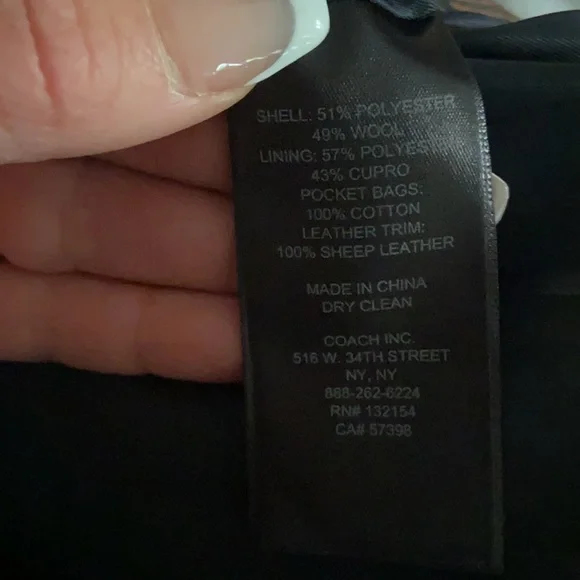 SHELL: 51% POLYESTER
49% WOOL
LINING: 57% POLYESTER
43% CUPRO
POCKET BAGS:
100% COTTON
LEATHER TRIM:
100% SHEEP LEATHER
MADE IN CHINA
DRY CLEAN
COACH INC.
516 W. 34TH STREET
NY, NY
888-262-6224
RN# 132154
CA# 57398